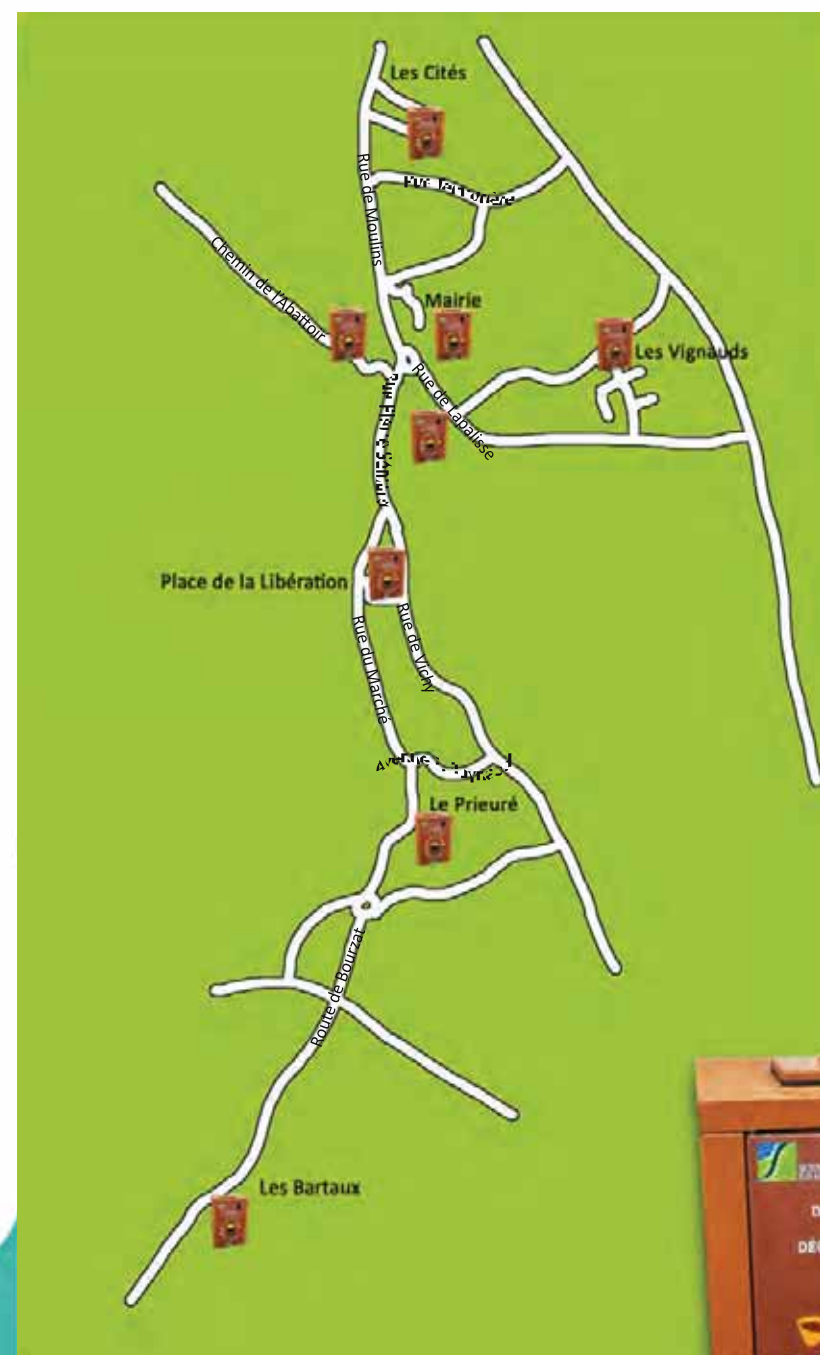 Les Cités
Rue de Moulins
Chemin de l'Abattoir
Mairie
Les Vignauds
Rue de Lapalisse
Place de la Libération
Rue du Marché
Rue de Vichy
Le Prieuré
Route de Bourzat
Les Bartaux